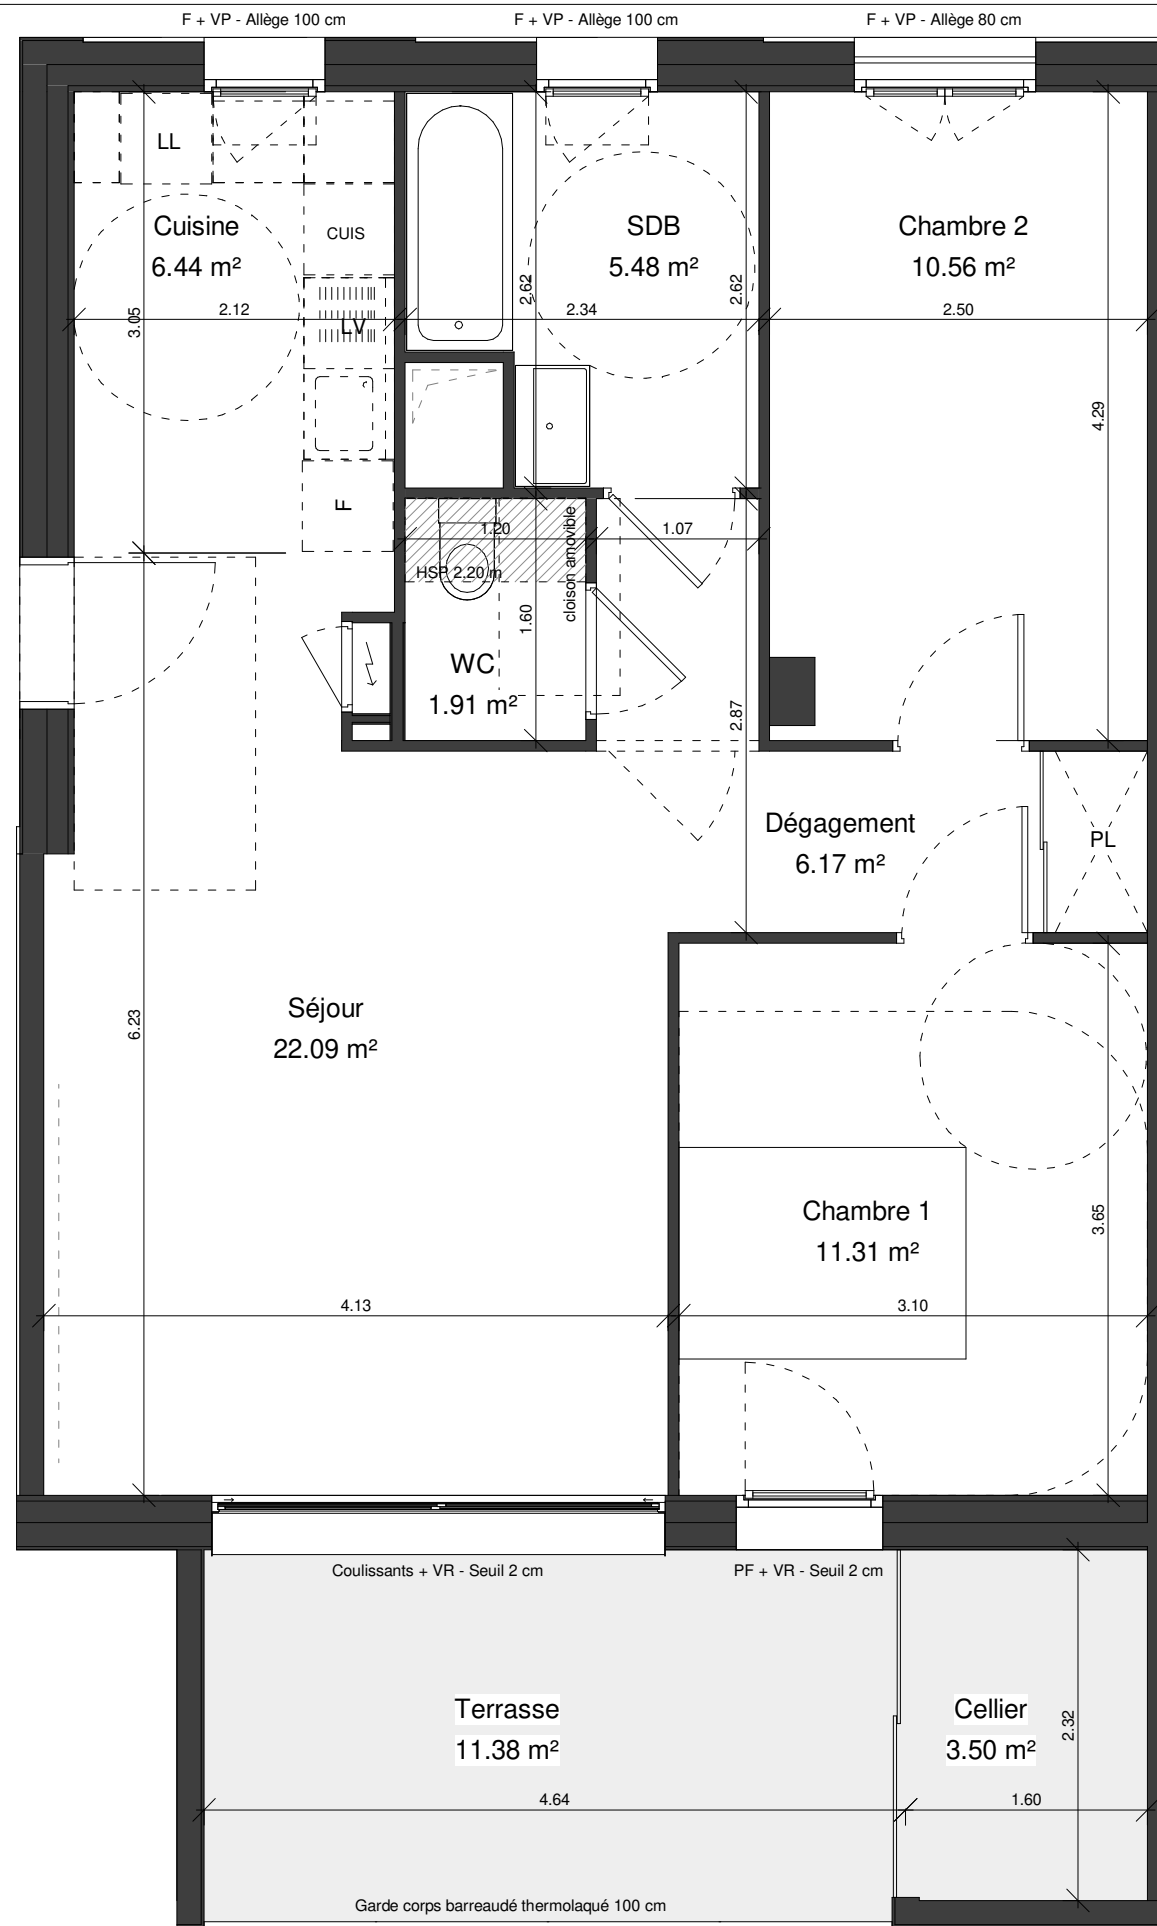 F + VP - Allège 100 cm
F + VP - Allège 100 cm
F + VP - Allège 80 cm
LL
Cuisine
6.44 m²
CUIS
SDB
5.48 m²
Chambre 2
10.56 m²
3.05
2.12
LV
2.62
2.34
2.62
2.50
4.29
F
1.20
1.07
cloison amovible
HSP 2.20 m
1.60
WC
1.91 m²
2.87
Dégagement
6.17 m²
PL
Séjour
22.09 m²
6.23
Chambre 1
11.31 m²
3.65
4.13
3.10
Coulissants + VR - Seuil 2 cm
PF + VR - Seuil 2 cm
Terrasse
11.38 m²
Cellier
3.50 m²
2.32
4.64
1.60
Garde corps barreaudé thermolaqué 100 cm